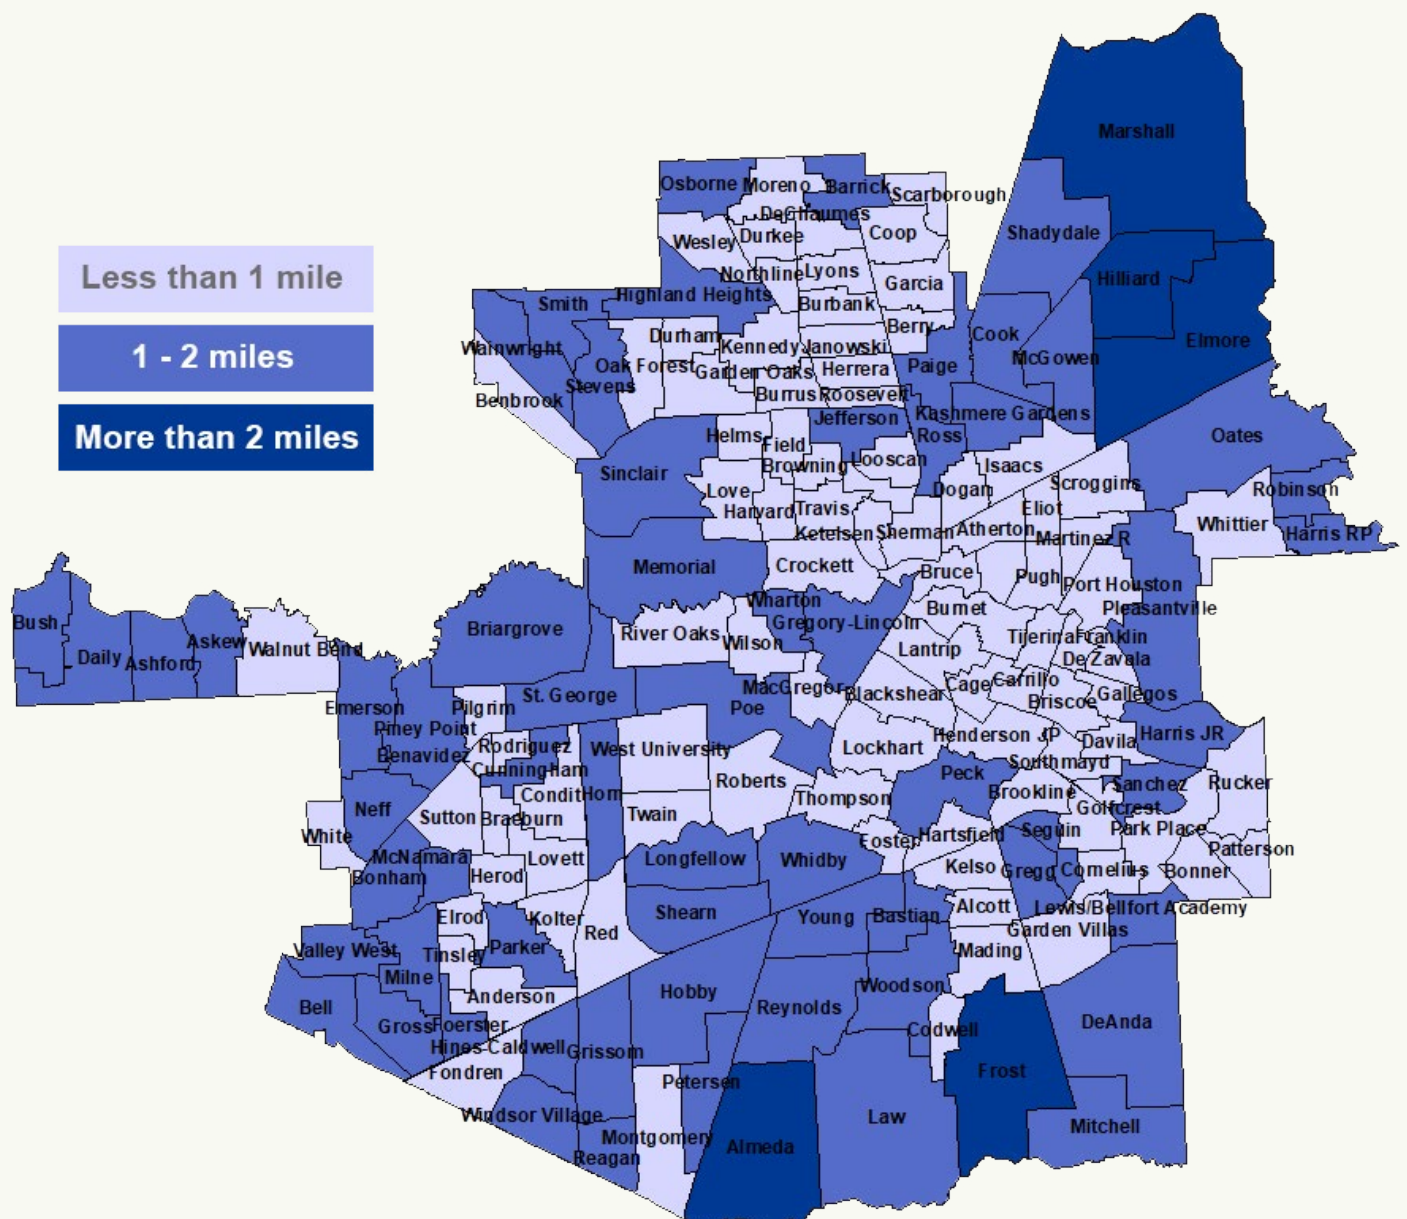 Less than 1 mile
1 - 2 miles
More than 2 miles
Marshall
Osborne
Moreno
Barrick
Scarborough
DeChaumes
Shadydale
Wesley
Durkee
Coop
Northline
Lyons
Hilliard
Garcia
Highland Heights
Smith
Burbank
Berry
Cook
Elmore
Durham
Wainwright
Kennedy
Janowski
McGowen
Oak Forest
Garden Oaks
Herrera
Paige
Stevens
Burrus
Roosevelt
Benbrook
Jefferson
Kashmere Gardens
Helms
Field
Ross
Oates
Browning
Looscan
Isaacs
Sinclair
Scroggins
Love
Dogan
Robinson
Harvard
Travis
Eliot
Whittier
Ketelsen
Sherman
Atherton
Martinez R
Harris RP
Memorial
Crockett
Bruce
Pugh
Port Houston
Wharton
Burnet
Pleasantville
Bush
Gregory-Lincoln
Briargrove
River Oaks
Wilson
Tijerina
Franklin
Askew
Walnut Bend
Lantrip
De Zavala
Daily
Ashford
Cage
Carrillo
St. George
MacGregor
Blackshear
Gallegos
Emerson
Pilgrim
Poe
Briscoe
Piney Point
Henderson JP
Harris JR
Benavidez
Rodriguez
West University
Lockhart
Davila
Cunningham
Southmayd
Peck
Sanchez
Rucker
Roberts
Condit
Horn
Brookline
Neff
Thompson
Golfcrest
Sutton
Braeburn
Twain
White
Foster
Hartsfield
Seguin
Park Place
McNamara
Lovett
Longfellow
Whidby
Patterson
Bonham
Herod
Kelso
Gregg
Cornelius
Bonner
Elrod
Kolter
Shearn
Young
Bastian
Alcott
Lewis/Bellfort Academy
Red
Garden Villas
Valley West
Tinsley
Parker
Mading
Milne
Anderson
Hobby
Reynolds
Woodson
Bell
Gross
Foerster
Codwell
DeAnda
Hines-Caldwell
Grissom
Fondren
Petersen
Frost
Windsor Village
Law
Mitchell
Montgomery
Almeda
Reagan